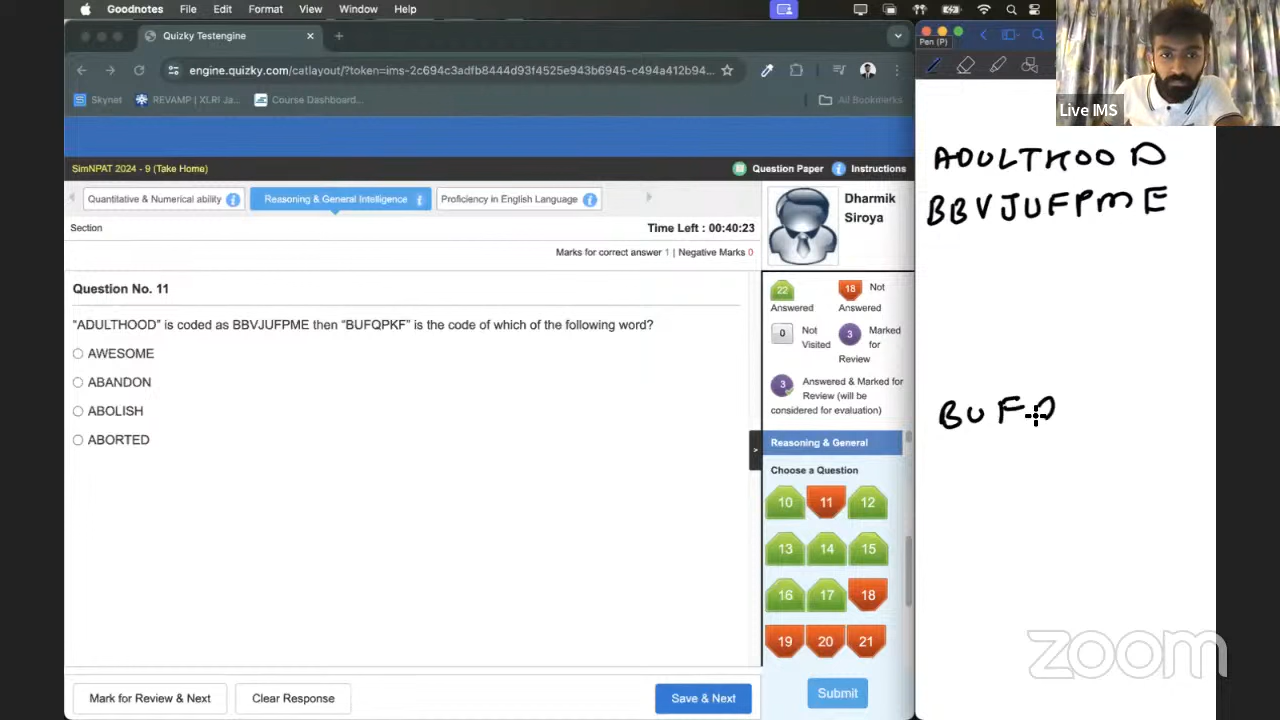 Goodnotes File Edit Format View Window Help
Quizky Testengine
engine.quizky.com/catlayout/?token=ims-2c694c3adfb8444d93f4525e943b6945-c494a412b94...
Skynet REVAMP | XLRI Ja... Course Dashboard... All Bookmarks
Pen (P)
Live IMS
SimNPAT 2024 - 9 (Take Home) Question Paper Instructions
Quantitative & Numerical ability Reasoning & General Intelligence Proficiency in English Language
Dharmik Siroya
Section Time Left : 00:40:23
Marks for correct answer 1 | Negative Marks 0
Question No. 11
"ADULTHOOD" is coded as BBVJUFPME then "BUFQPKF" is the code of which of the following word?
AWESOME
ABANDON
ABOLISH
ABORTED
22 Answered
18 Not Answered
0 Not Visited
3 Marked for Review
3 Answered & Marked for Review (will be considered for evaluation)
Reasoning & General
Choose a Question
10 11 12
13 14 15
16 17 18
19 20 21
Mark for Review & Next Clear Response Save & Next Submit
ADULTHOOD
BBVJUFPME
BUF
zoom